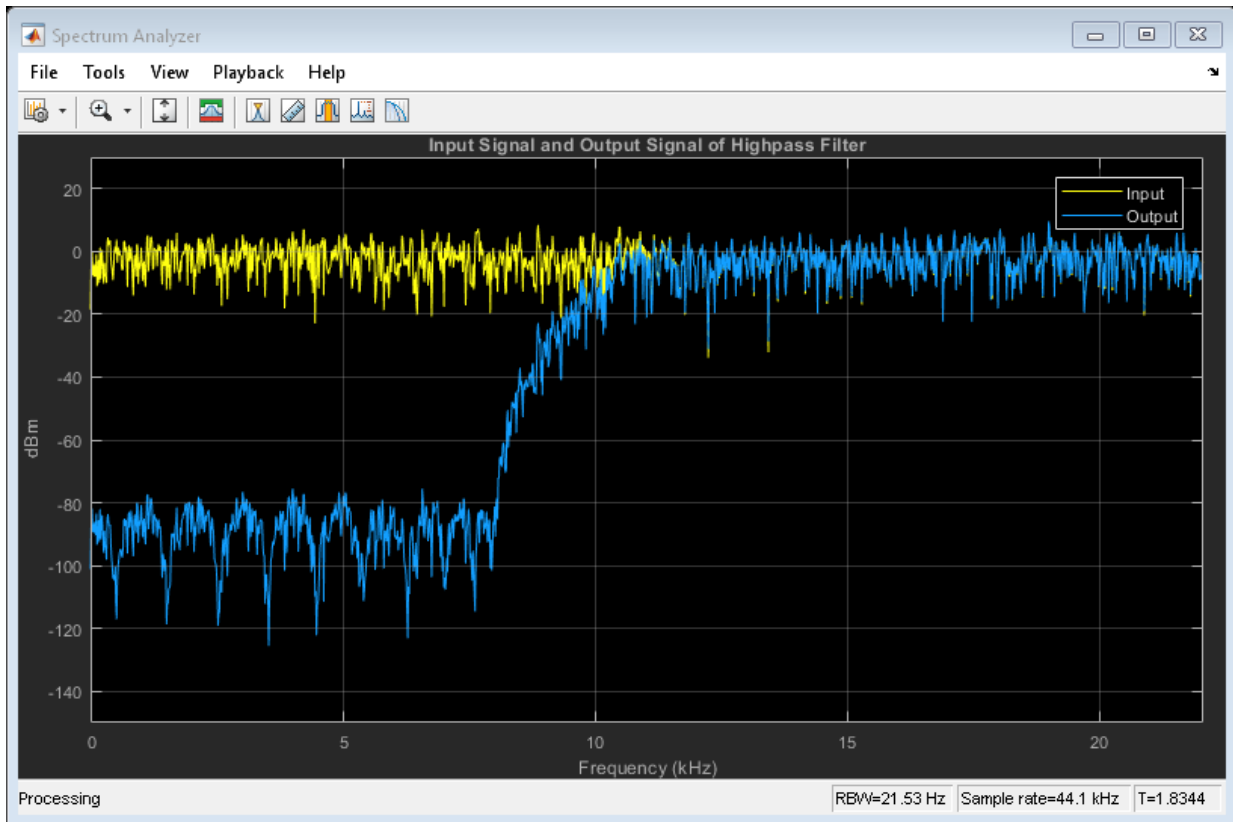 Spectrum Analyzer
File Tools View Playback Help
Input Signal and Output Signal of Highpass Filter
Input
Output
20
0
-20
-40
-60
-80
-100
-120
-140
dBm
0 5 10 15 20
Frequency (kHz)
Processing RBW=21.53 Hz Sample rate=44.1 kHz T=1.8344